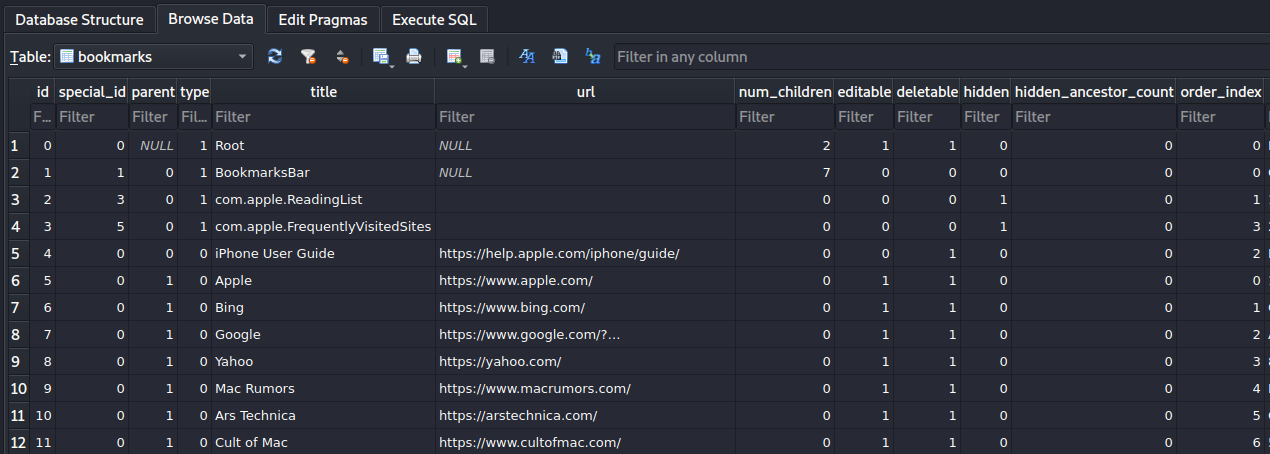 Database Structure Browse Data Edit Pragmas Execute SQL
Table: bookmarks Filter in any column
id special_id parent type title url num_children editable deletable hidden hidden_ancestor_count order_index
F... Filter Filter Fil... Filter Filter Filter Filter Filter Filter Filter Filter
1 0 0 NULL 1 Root NULL 2 1 1 0 0 0
2 1 1 0 1 BookmarksBar NULL 7 0 0 0 0 0
3 2 3 0 1 com.apple.ReadingList 0 0 0 1 0 1
4 3 5 0 1 com.apple.FrequentlyVisitedSites 0 0 0 1 0 3
5 4 0 0 0 iPhone User Guide https://help.apple.com/iphone/guide/ 0 0 1 0 0 2
6 5 0 1 0 Apple https://www.apple.com/ 0 1 1 0 0 0
7 6 0 1 0 Bing https://www.bing.com/ 0 1 1 0 0 1
8 7 0 1 0 Google https://www.google.com/?... 0 1 1 0 0 2
9 8 0 1 0 Yahoo https://yahoo.com/ 0 1 1 0 0 3
10 9 0 1 0 Mac Rumors https://www.macrumors.com/ 0 1 1 0 0 4
11 10 0 1 0 Ars Technica https://arstechnica.com/ 0 1 1 0 0 5
12 11 0 1 0 Cult of Mac https://www.cultofmac.com/ 0 1 1 0 0 6